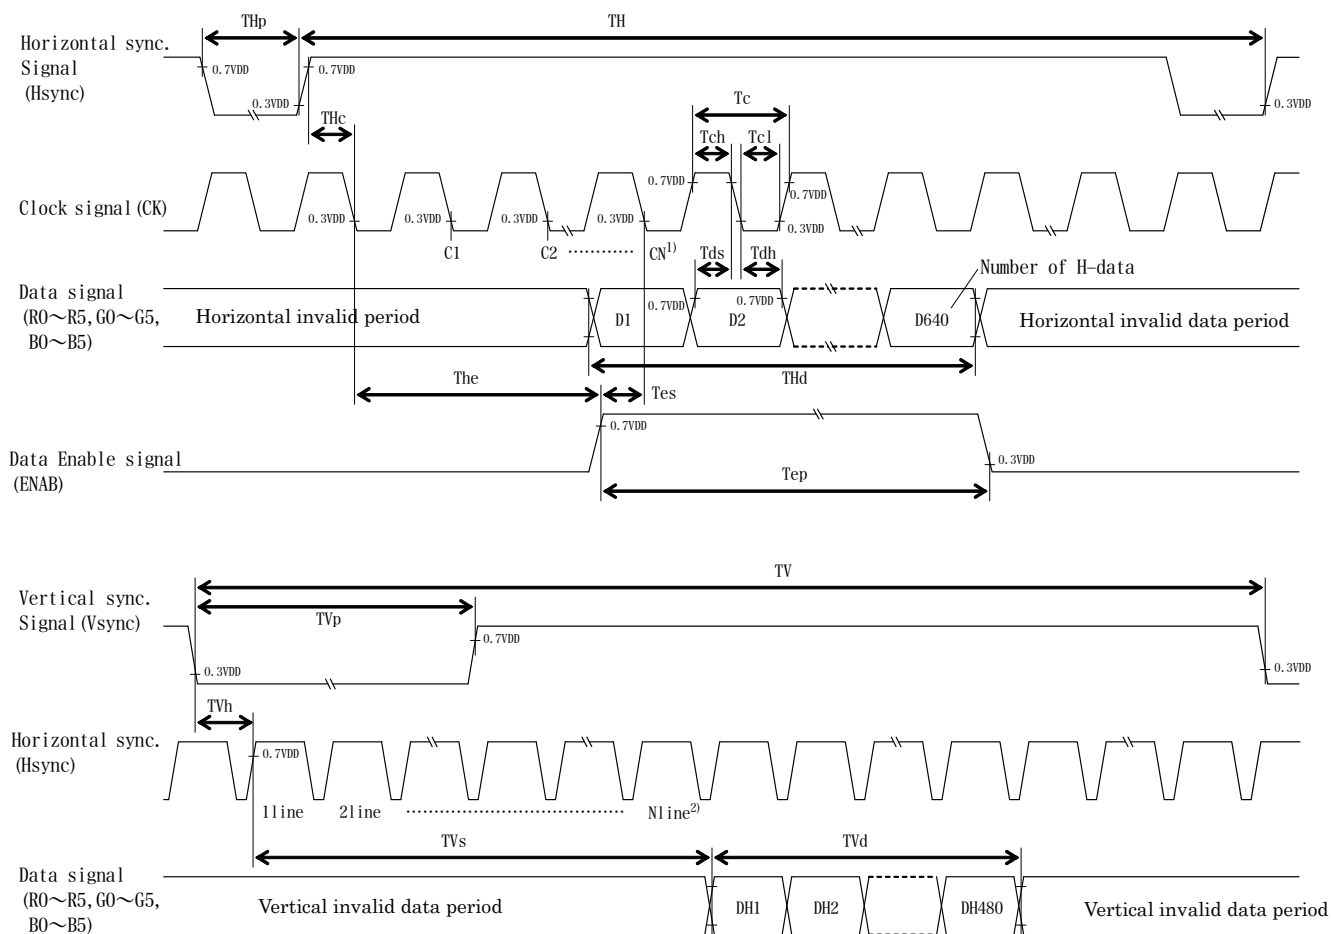 THp
TH
Horizontal sync.
Signal
(Hsync)
0.7VDD
0.7VDD
0.3VDD
0.3VDD
THc
Tc
Tch
Tcl
Clock signal(CK)
0.3VDD
0.3VDD
0.3VDD
0.3VDD
0.7VDD
0.7VDD
0.3VDD
C1
C2
CN1)
Tds
Tdh
Number of H-data
Data signal
(R0～R5,G0～G5,
B0～B5)
Horizontal invalid period
D1
0.7VDD
D2
0.7VDD
D640
Horizontal invalid data period
The
Tes
THd
0.7VDD
Data Enable signal
(ENAB)
Tep
0.3VDD
TV
Vertical sync.
Signal(Vsync)
TVp
0.3VDD
0.7VDD
0.3VDD
TVh
Horizontal sync.
(Hsync)
0.7VDD
1line
2line
Nline2)
TVs
TVd
Data signal
(R0～R5,G0～G5,
B0～B5)
Vertical invalid data period
DH1
DH2
DH480
Vertical invalid data period